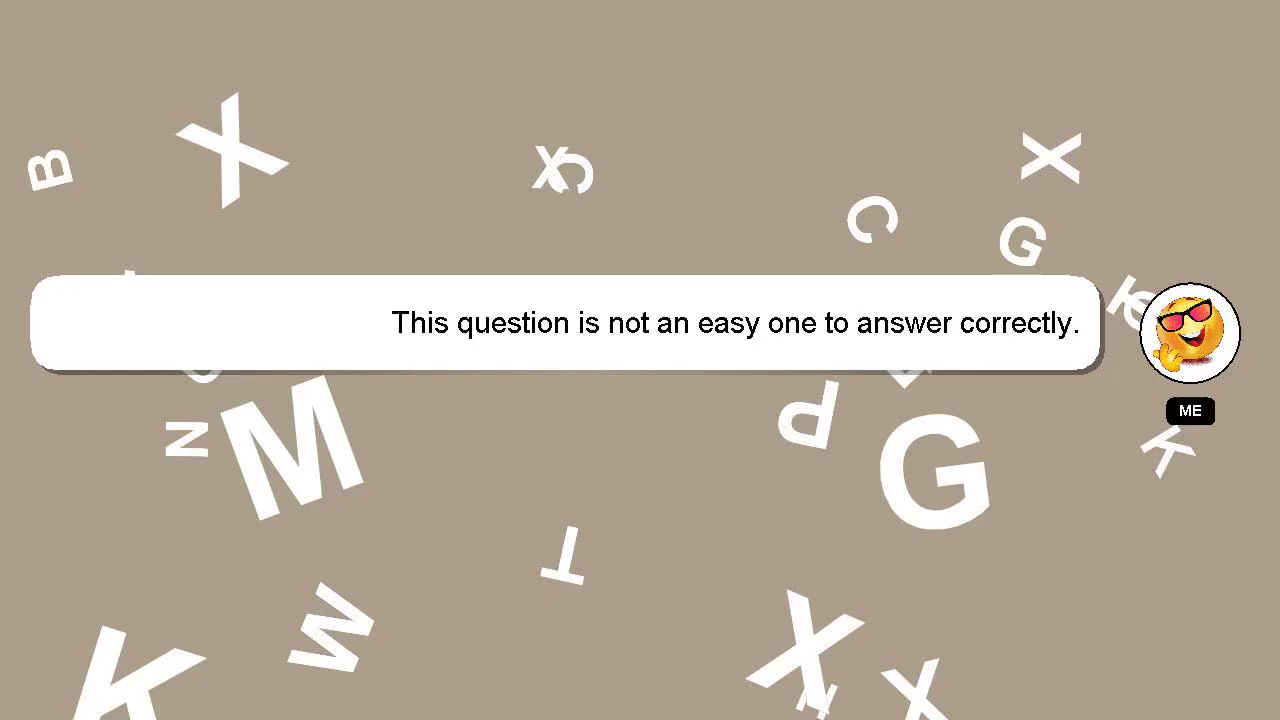 B
X
X
C
X
C
G
K
This question is not an easy one to answer correctly.
ME
N
M
P
G
K
T
W
K
X
X